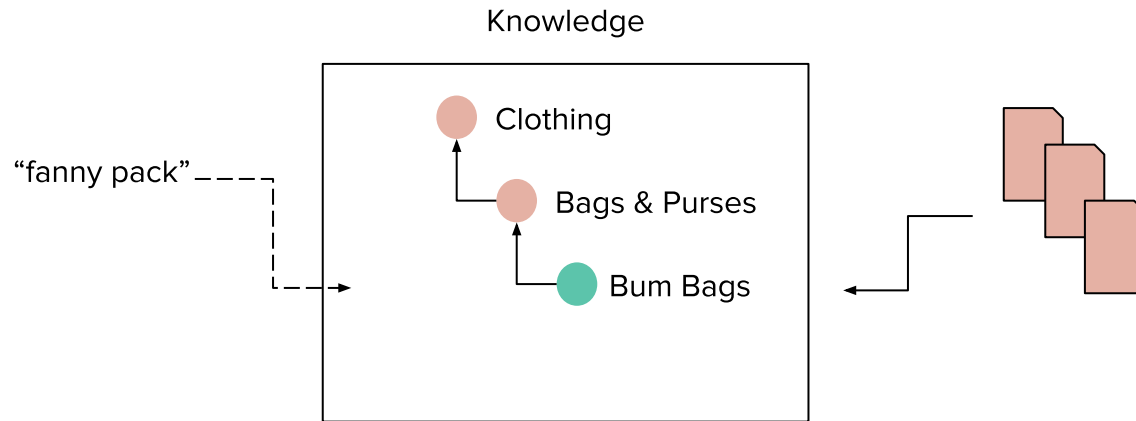 Knowledge
Clothing
“fanny pack”
Bags & Purses
Bum Bags